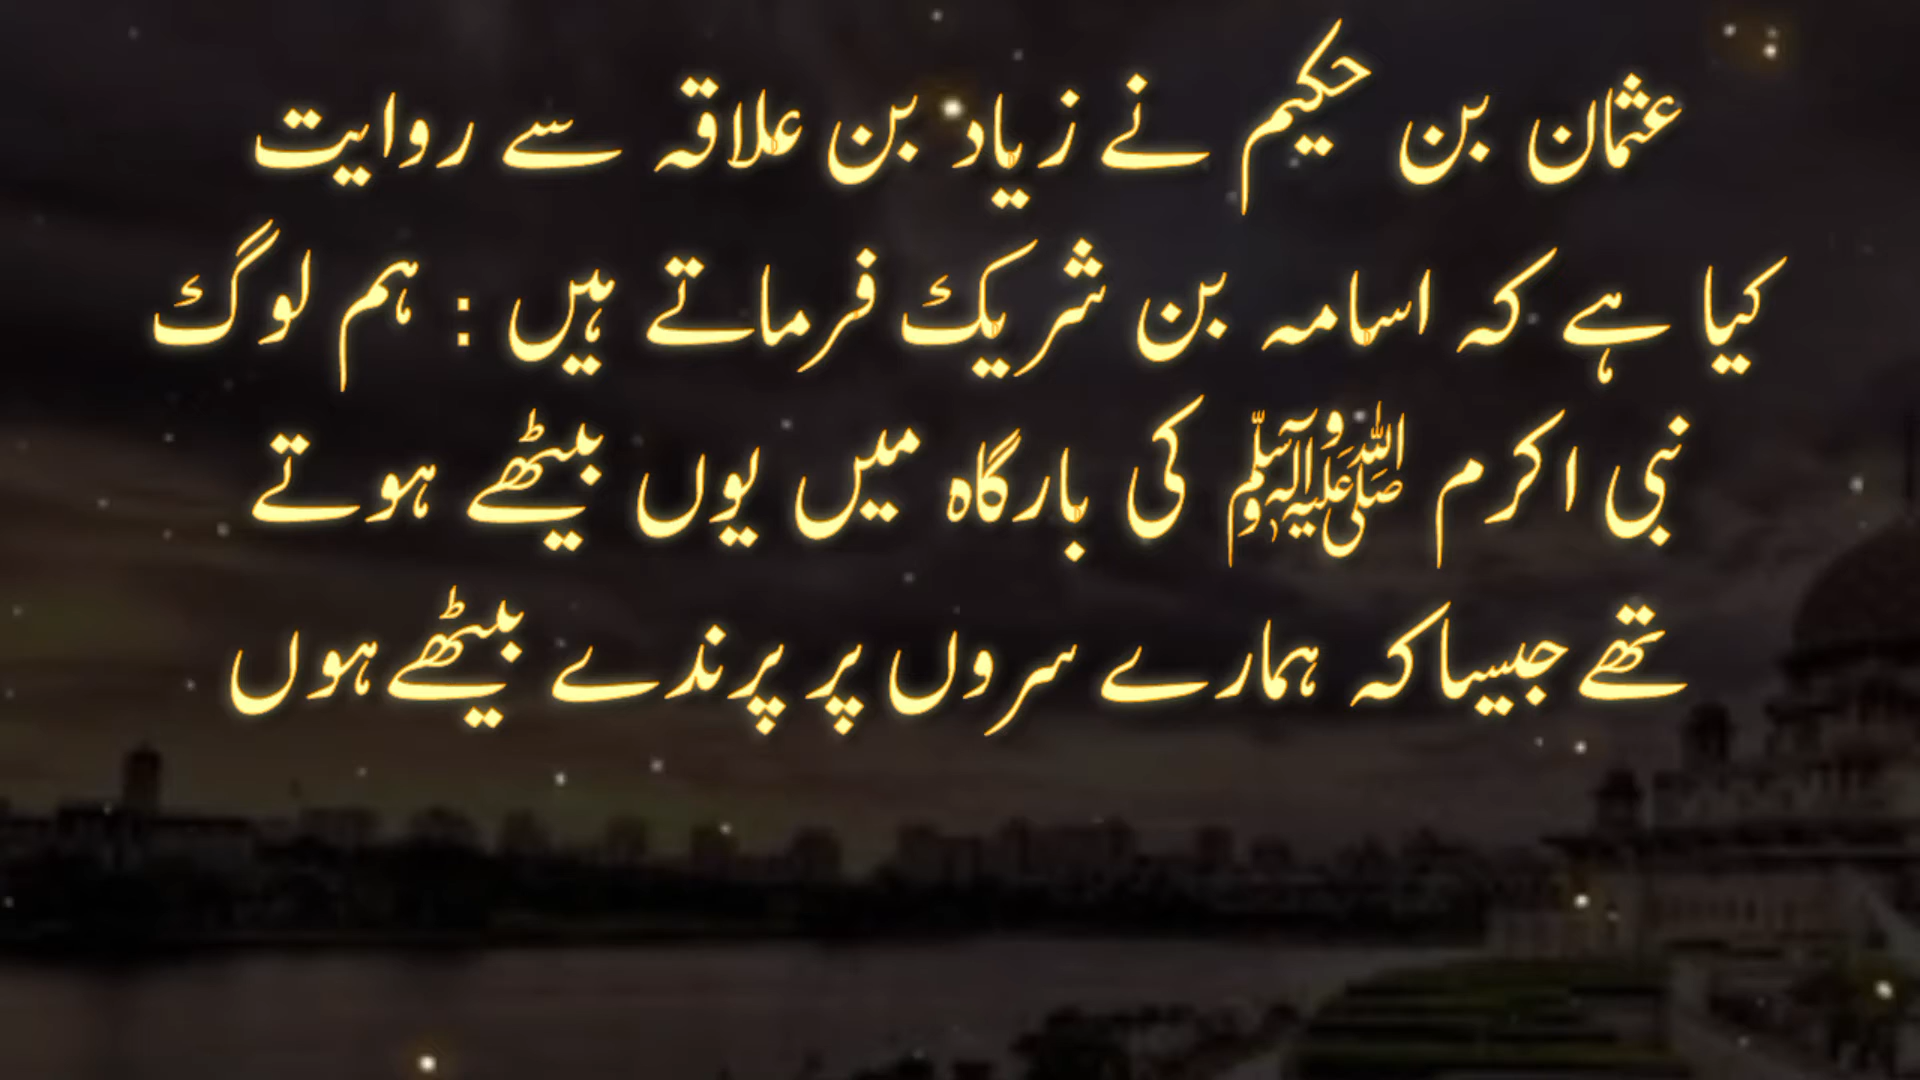 عثمان بن حکیم نے زیاد بن علاقہ سے روایت
کیا ہے کہ اسامہ بن شریک فرماتے ہیں : ہم لوگ
نبی اکرم ﷺ کی بارگاہ میں یوں بیٹھے ہوتے
تھے جیسا کہ ہمارے سروں پر پرندے بیٹھے ہوں